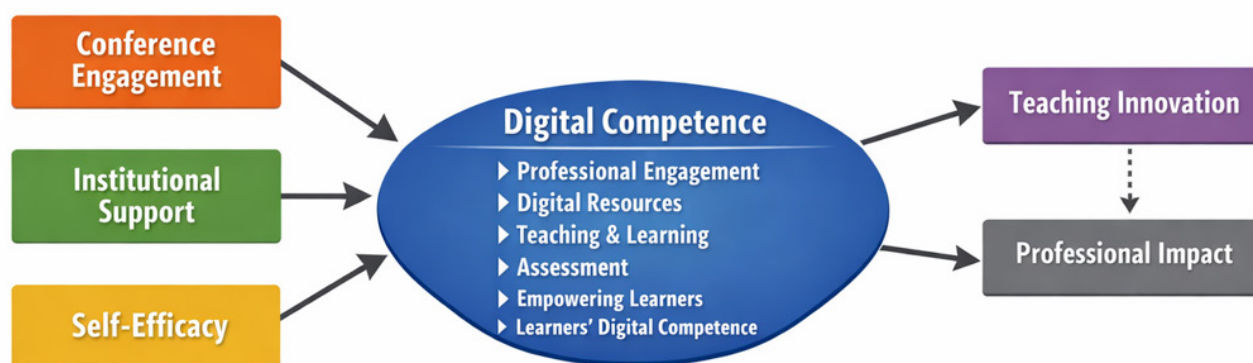 Conference
Engagement
Institutional
Support
Self-Efficacy
Digital Competence
Professional Engagement
Digital Resources
Teaching & Learning
Assessment
Empowering Learners
Learners' Digital Competence
Teaching Innovation
Professional Impact